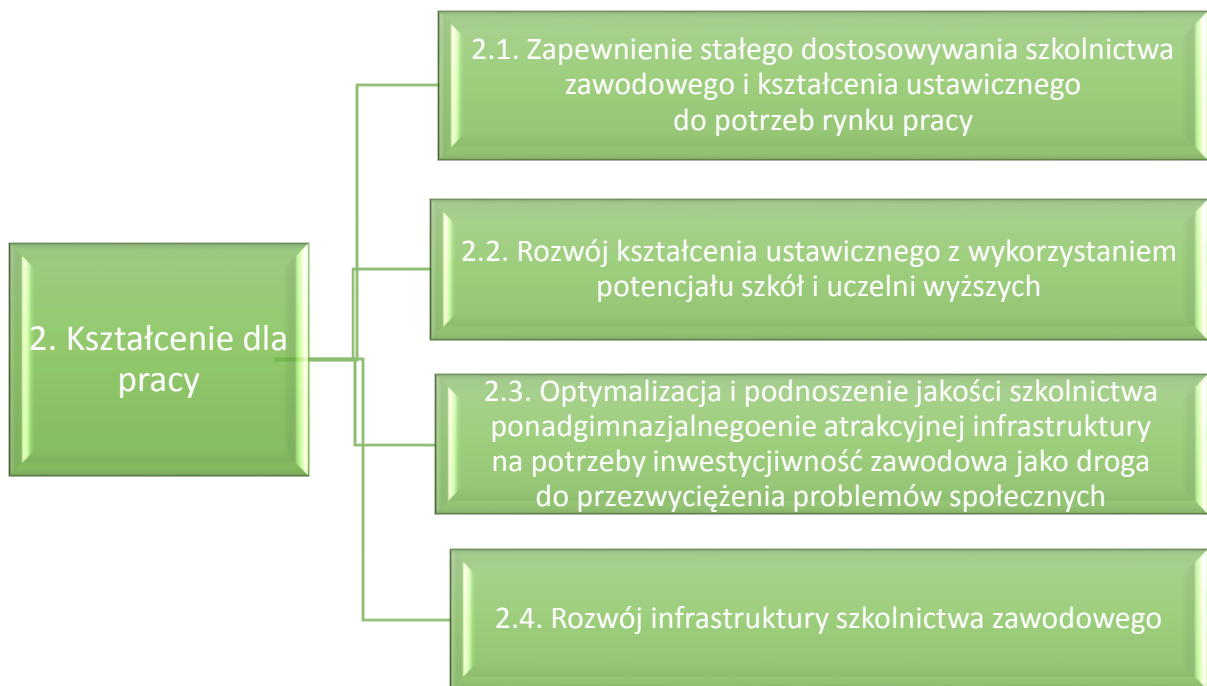 2. Kształcenie dla
pracy
2.1. Zapewnienie stałego dostosowywania szkolnictwa
zawodowego i kształcenia ustawicznego
do potrzeb rynku pracy
2.2. Rozwój kształcenia ustawicznego z wykorzystaniem
potencjału szkół i uczelni wyższych
2.3. Optymalizacja i podnoszenie jakości szkolnictwa
ponadgimnazjalnegoenie atrakcyjnej infrastruktury
na potrzeby inwestycjiwność zawodowa jako droga
do przezwyciężenia problemów społecznych
2.4. Rozwój infrastruktury szkolnictwa zawodowego